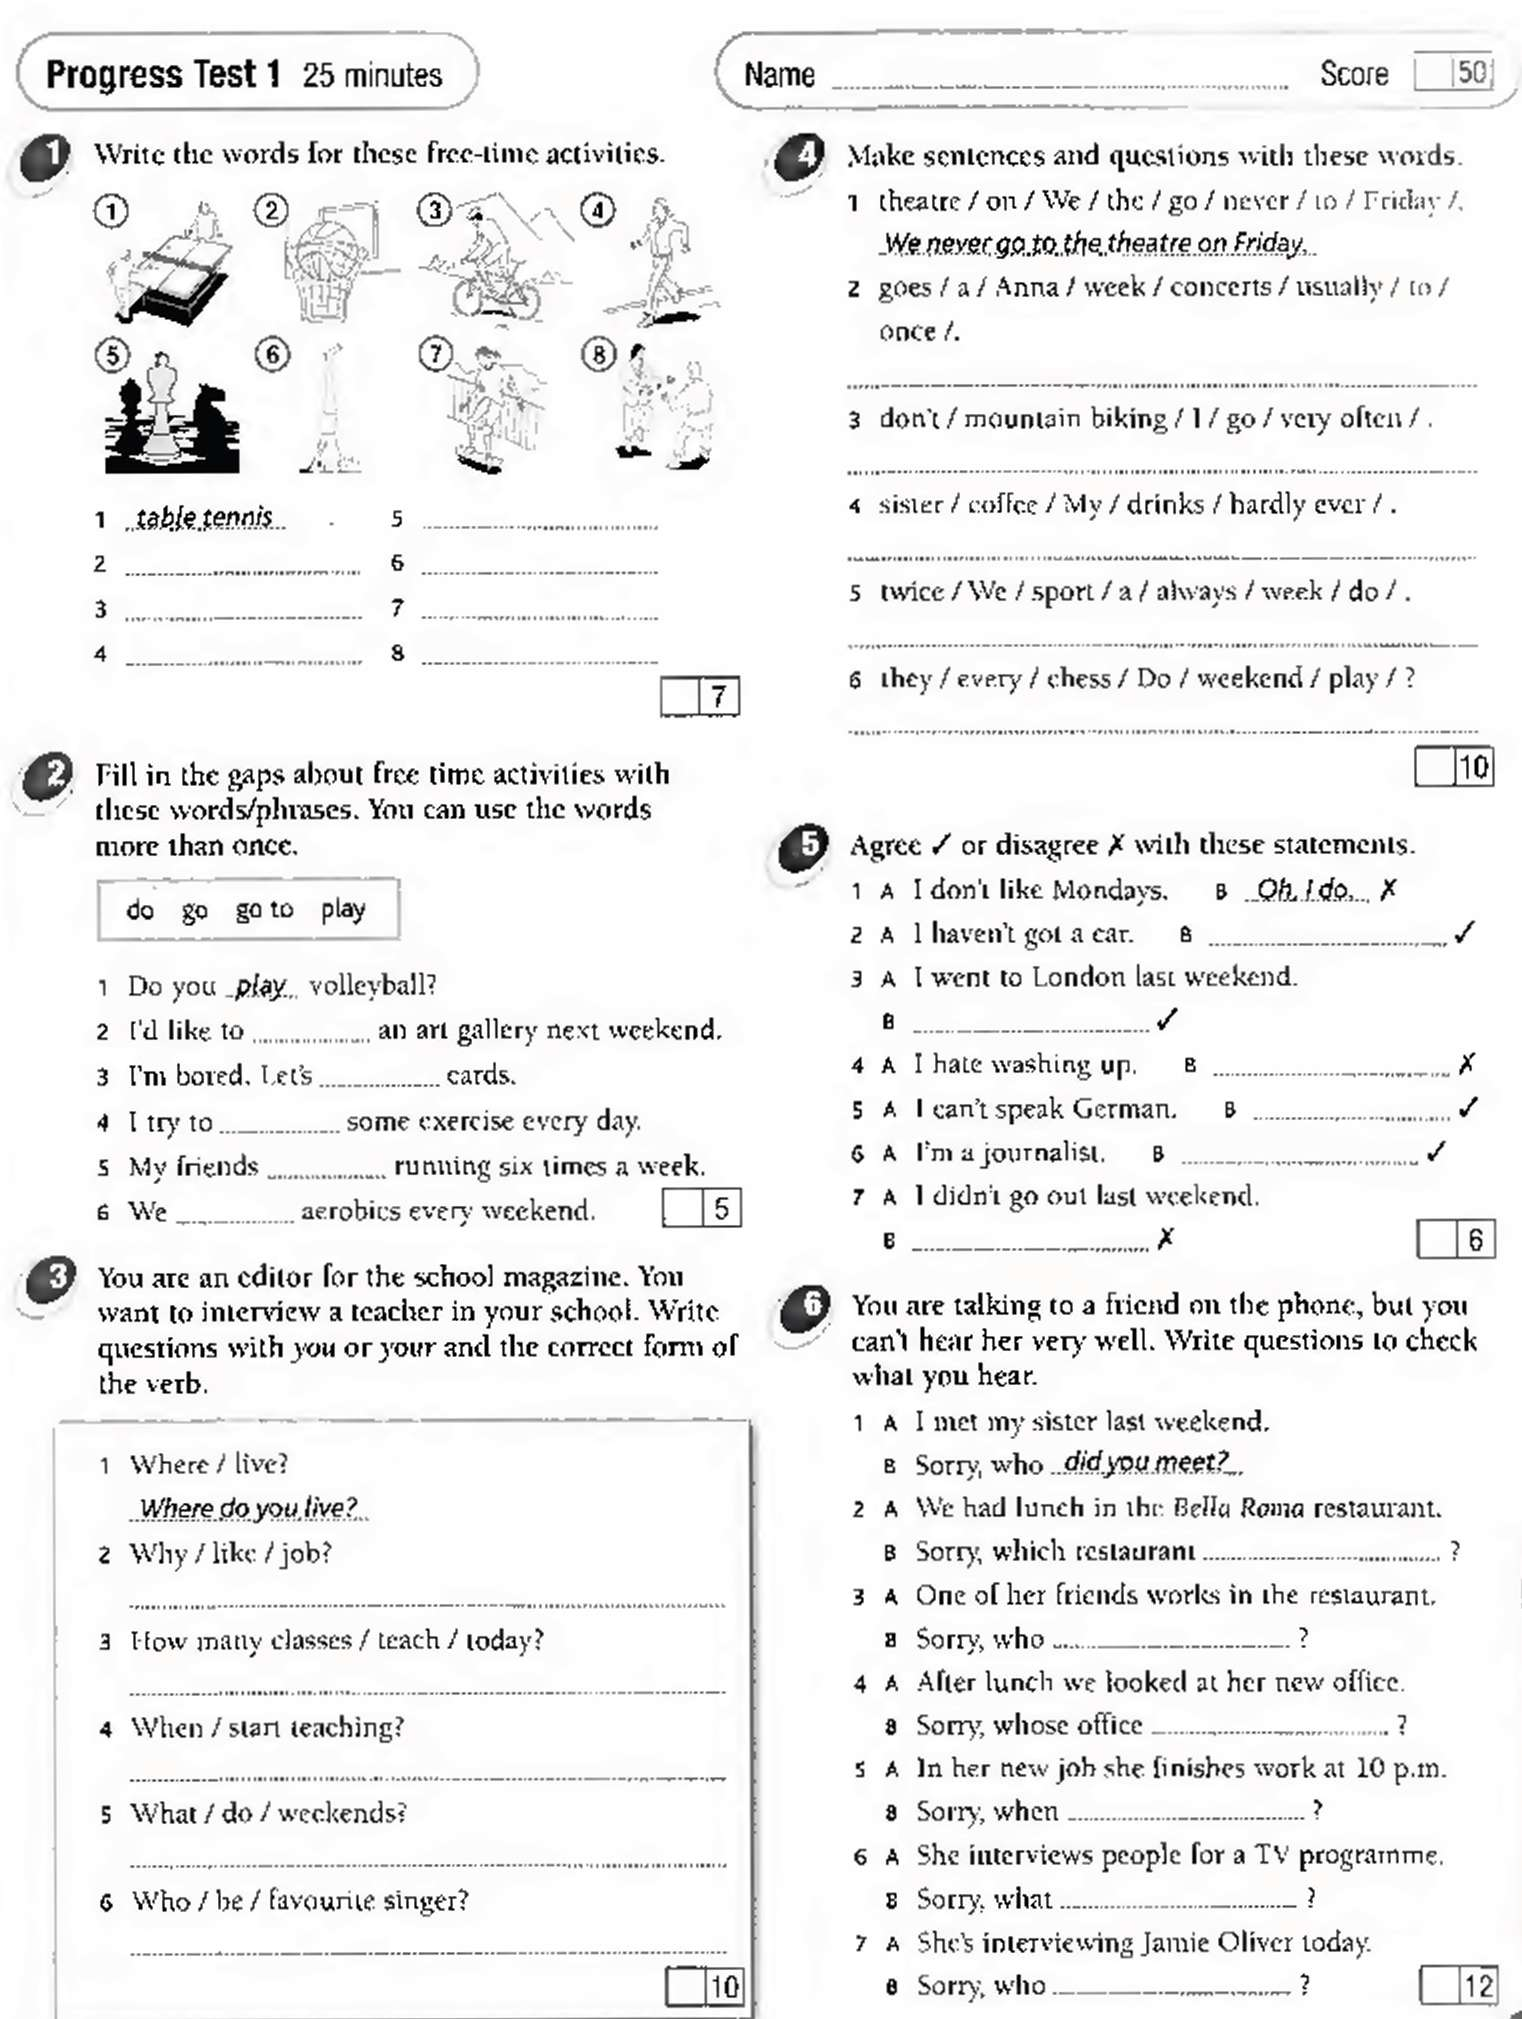 Progress Test 1 25 minutes
Name
Score 50
1 Write the words for these free-time activities.
1 2 3 4
5 6 7 8
1 table tennis
2
3
4
5
6
7
8
7
2 Fill in the gaps about free time activities with
these words/phrases. You can use the words
more than once.
do go go to play
1 Do you play volleyball?
2 I'd like to an art gallery next weekend.
3 I'm bored. Let's cards.
4 I try to some exercise every day.
5 My friends running six times a week.
6 We aerobics every weekend.
5
3 You are an editor for the school magazine. You
want to interview a teacher in your school. Write
questions with you or your and the correct form of
the verb.
1 Where / live?
Where do you live?
2 Why / like / job?
3 How many classes / teach / today?
4 When / start teaching?
5 What / do / weekends?
6 Who / be / favourite singer?
10
4 Make sentences and questions with these words.
1 theatre / on / We / the / go / never / to / Friday /.
We never go to the theatre on Friday.
2 goes / a / Anna / week / concerts / usually / to /
once /.
3 don't / mountain biking / I / go / very often / .
4 sister / coffee / My / drinks / hardly ever / .
5 twice / We / sport / a / always / week / do / .
6 they / every / chess / Do / weekend / play / ?
10
5 Agree ✓ or disagree ✗ with these statements.
1 A I don't like Mondays. B Oh, I do. ✗
2 A I haven't got a car. B ✓
3 A I went to London last weekend.
B ✓
4 A I hate washing up. B ✗
5 A I can't speak German. B ✓
6 A I'm a journalist. B ✓
7 A I didn't go out last weekend.
B ✗
6
6 You are talking to a friend on the phone, but you
can't hear her very well. Write questions to check
what you hear.
1 A I met my sister last weekend.
B Sorry, who did you meet?
2 A We had lunch in the Bella Roma restaurant.
B Sorry, which restaurant ?
3 A One of her friends works in the restaurant.
B Sorry, who ?
4 A After lunch we looked at her new office.
B Sorry, whose office ?
5 A In her new job she finishes work at 10 p.m.
B Sorry, when ?
6 A She interviews people for a TV programme.
B Sorry, what ?
7 A She's interviewing Jamie Oliver today.
B Sorry, who ?
12